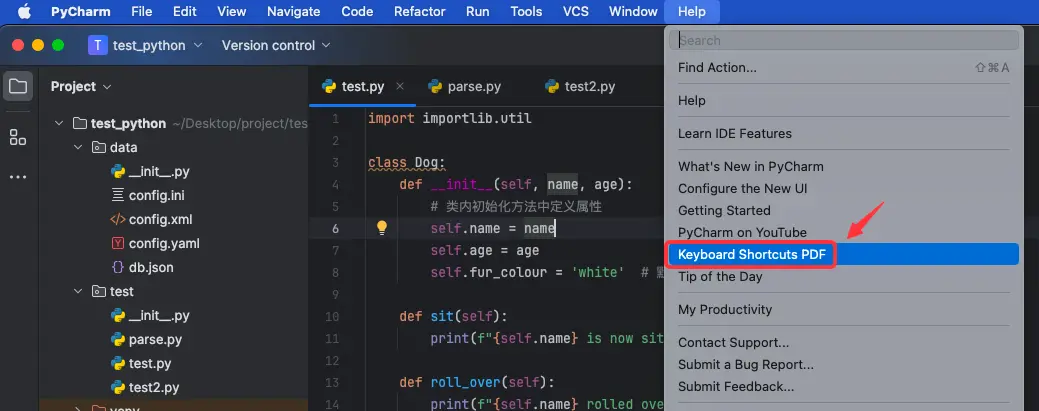 PyCharm File Edit View Navigate Code Refactor Run Tools VCS Window Help
T test_python Version control
Project
test_python ~/Desktop/project/tes
data
__init__.py
config.ini
config.xml
config.yaml
db.json
test
__init__.py
parse.py
test.py
test2.py
test.py parse.py test2.py
1 import importlib.util
2
3 class Dog:
4 def __init__(self, name, age):
5 # 类内初始化方法中定义属性
6 self.name = name
7 self.age = age
8 self.fur_colour = 'white' #
9
10 def sit(self):
11 print(f"{self.name} is now sit
12
13 def roll_over(self):
14 print(f"{self.name} rolled ove
Search
Find Action... ⇧⌘A
Help
Learn IDE Features
What's New in PyCharm
Configure the New UI
Getting Started
PyCharm on YouTube
Keyboard Shortcuts PDF
Tip of the Day
My Productivity
Contact Support...
Submit a Bug Report...
Submit Feedback...